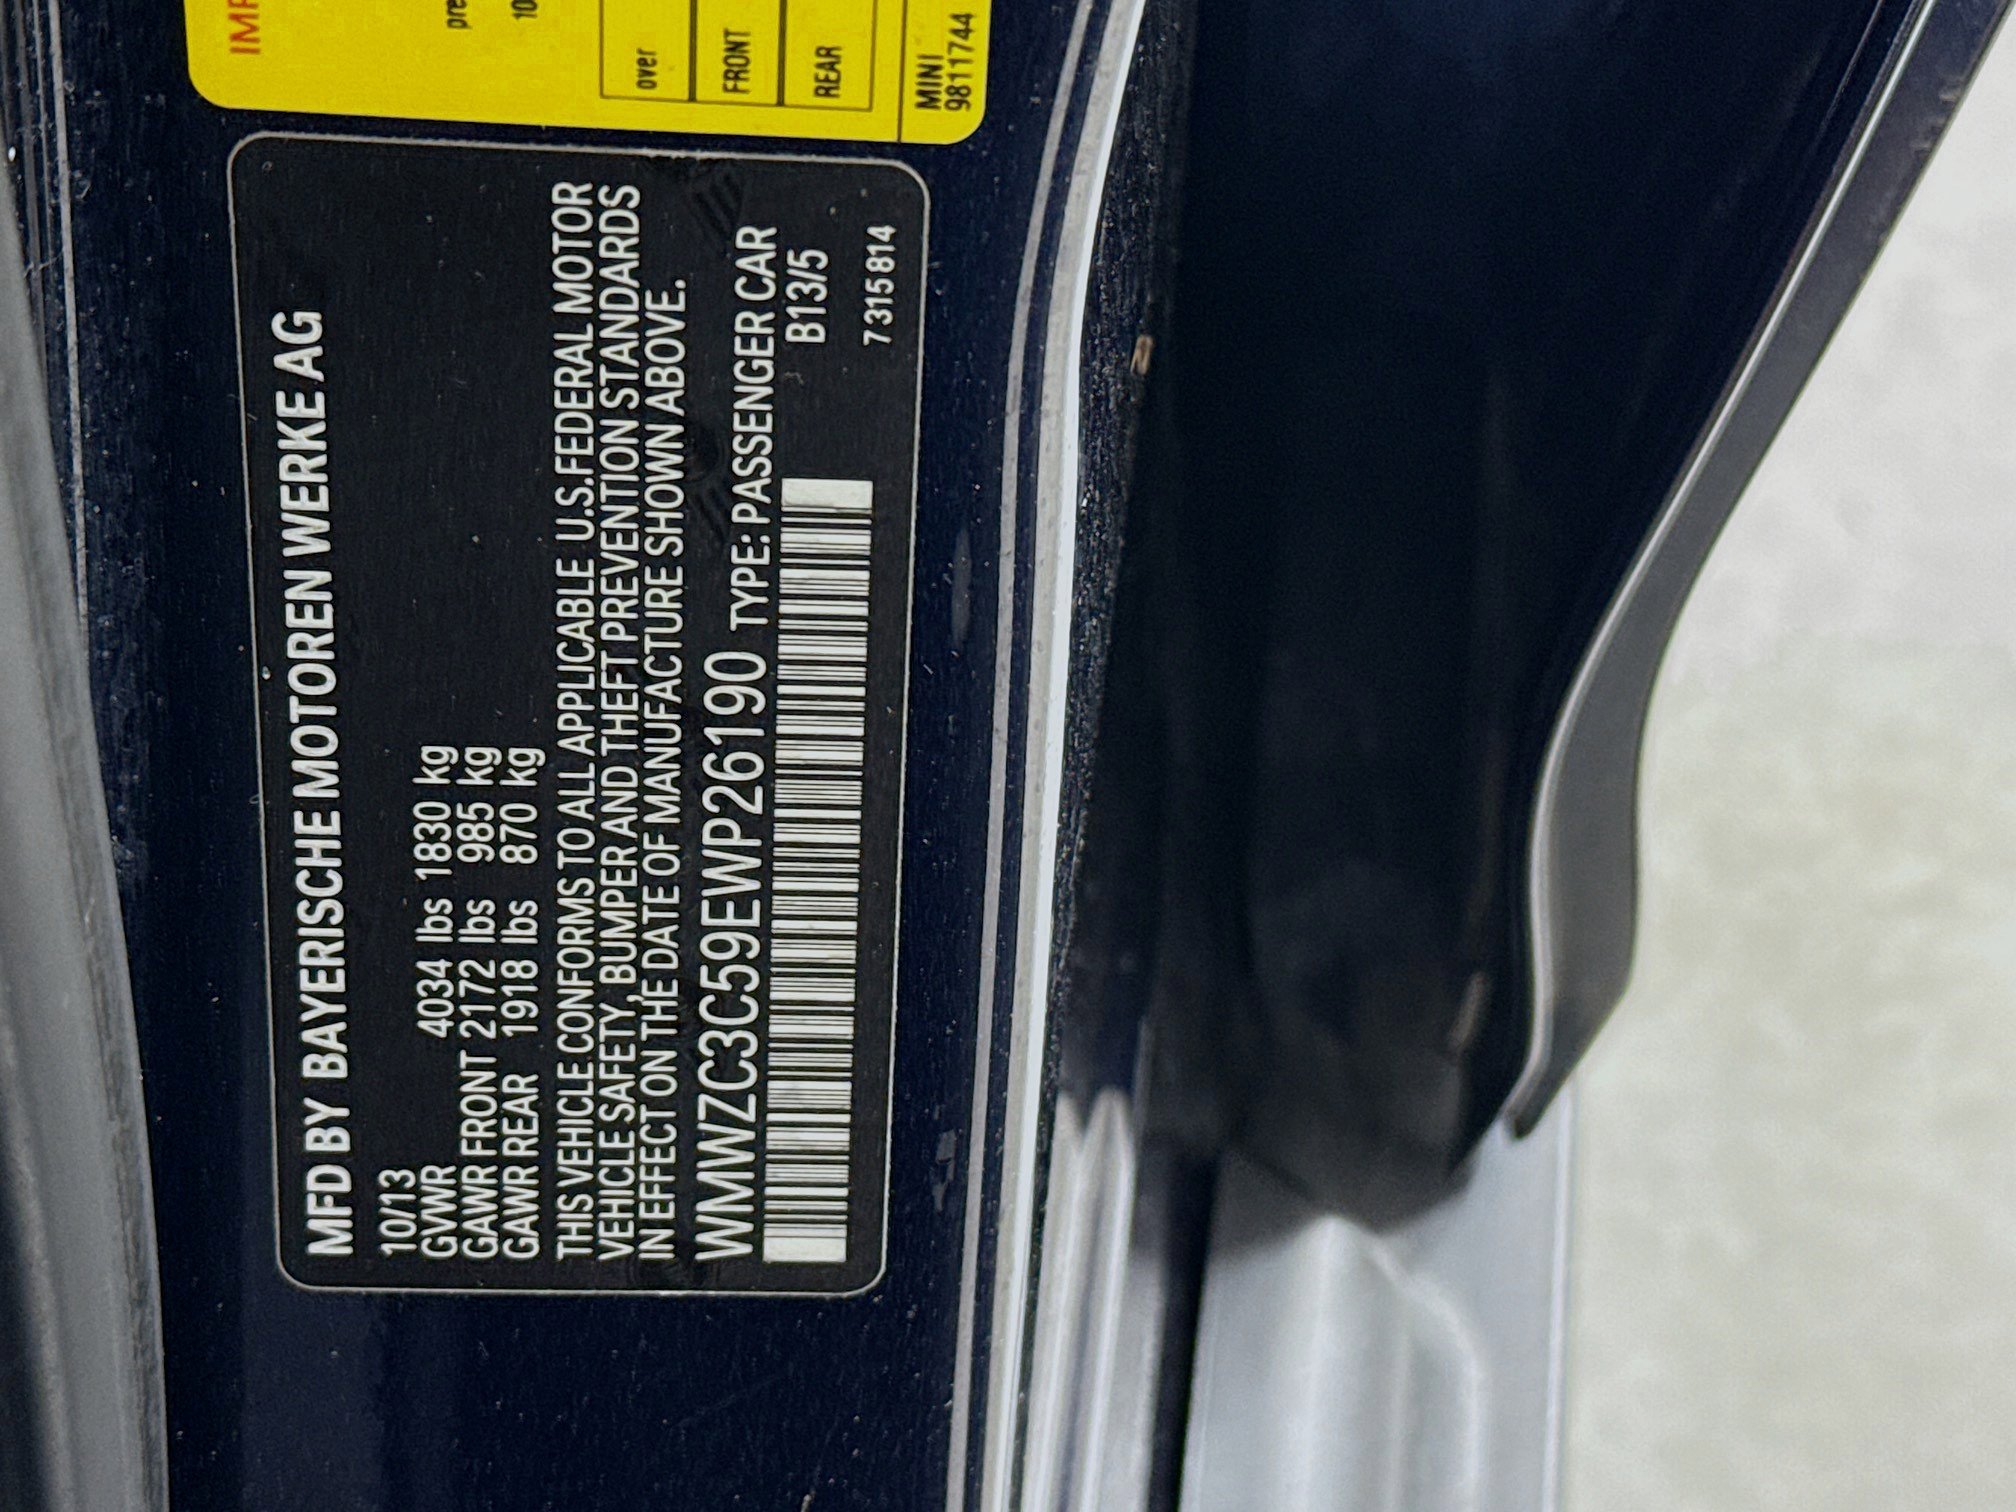 MFD BY BAYERISCHE MOTOREN WERKE AG
10/13
GVWR 4034 lbs 1830 kg
GAWR FRONT 2172 lbs 985 kg
GAWR REAR 1918 lbs 870 kg
THIS VEHICLE CONFORMS TO ALL APPLICABLE U.S.FEDERAL MOTOR
VEHICLE SAFETY, BUMPER AND THEFT PREVENTION STANDARDS
IN EFFECT ON THE DATE OF MANUFACTURE SHOWN ABOVE.
WMWZC3C59EWP26190 TYPE: PASSENGER CAR
B13/5
7315814
over
FRONT
REAR
MINI
98111744